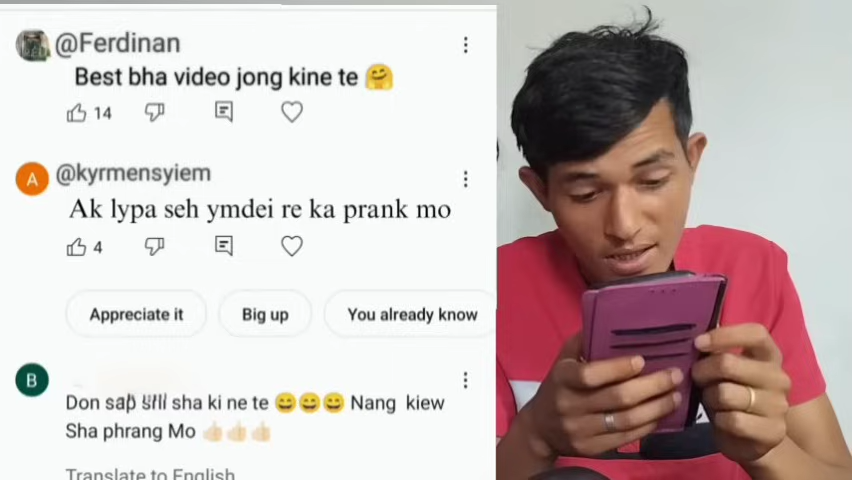 @Ferdinan
Best bha video jong kine te 🤗
14
A
@kyrmensyiem
Ak lypa seh ymdei re ka prank mo
4
Appreciate it
Big up
You already know
B
Don sap shi sha ki ne te 😄😄😄 Nang kiew
Sha phrang Mo 👍🏻👍🏻👍🏻
Translate to English